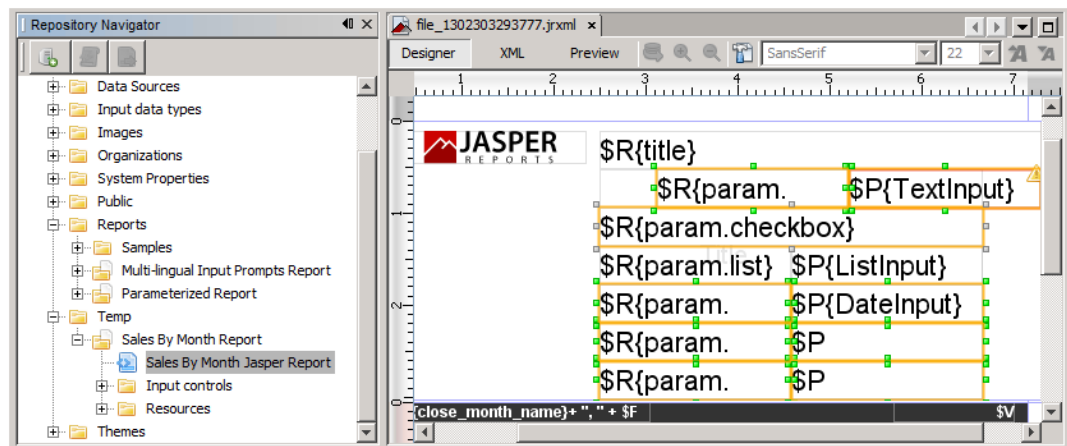 Repository Navigator
Data Sources
Input data types
Images
Organizations
System Properties
Public
Reports
Samples
Multi-lingual Input Prompts Report
Parameterized Report
Temp
Sales By Month Report
Sales By Month Jasper Report
Input controls
Resources
Themes
file_1302303293777.jrxml
Designer XML Preview SansSerif 22
1 2 3 4 5 6 7
0
JASPER
REPORTS
$R{title}
$R{param. $P{TextInput}
1
$R{param.checkbox}
Title
$R{param.list} $P{ListInput}
2
$R{param. $P{DateInput}
$R{param. $P
$R{param. $P
0
{close_month_name}+ ", " + $F $V